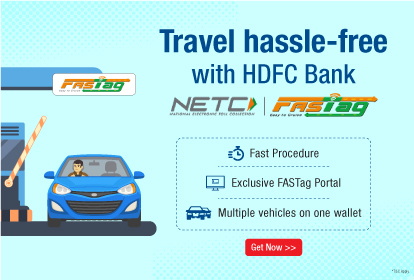 Travel hassle-free
with HDFC Bank
NETC
NATIONAL ELECTRONIC TOLL COLLECTION
FASTag
FASTag
Fast Procedure
Exclusive FASTag Portal
Multiple vehicles on one wallet
Get Now >>